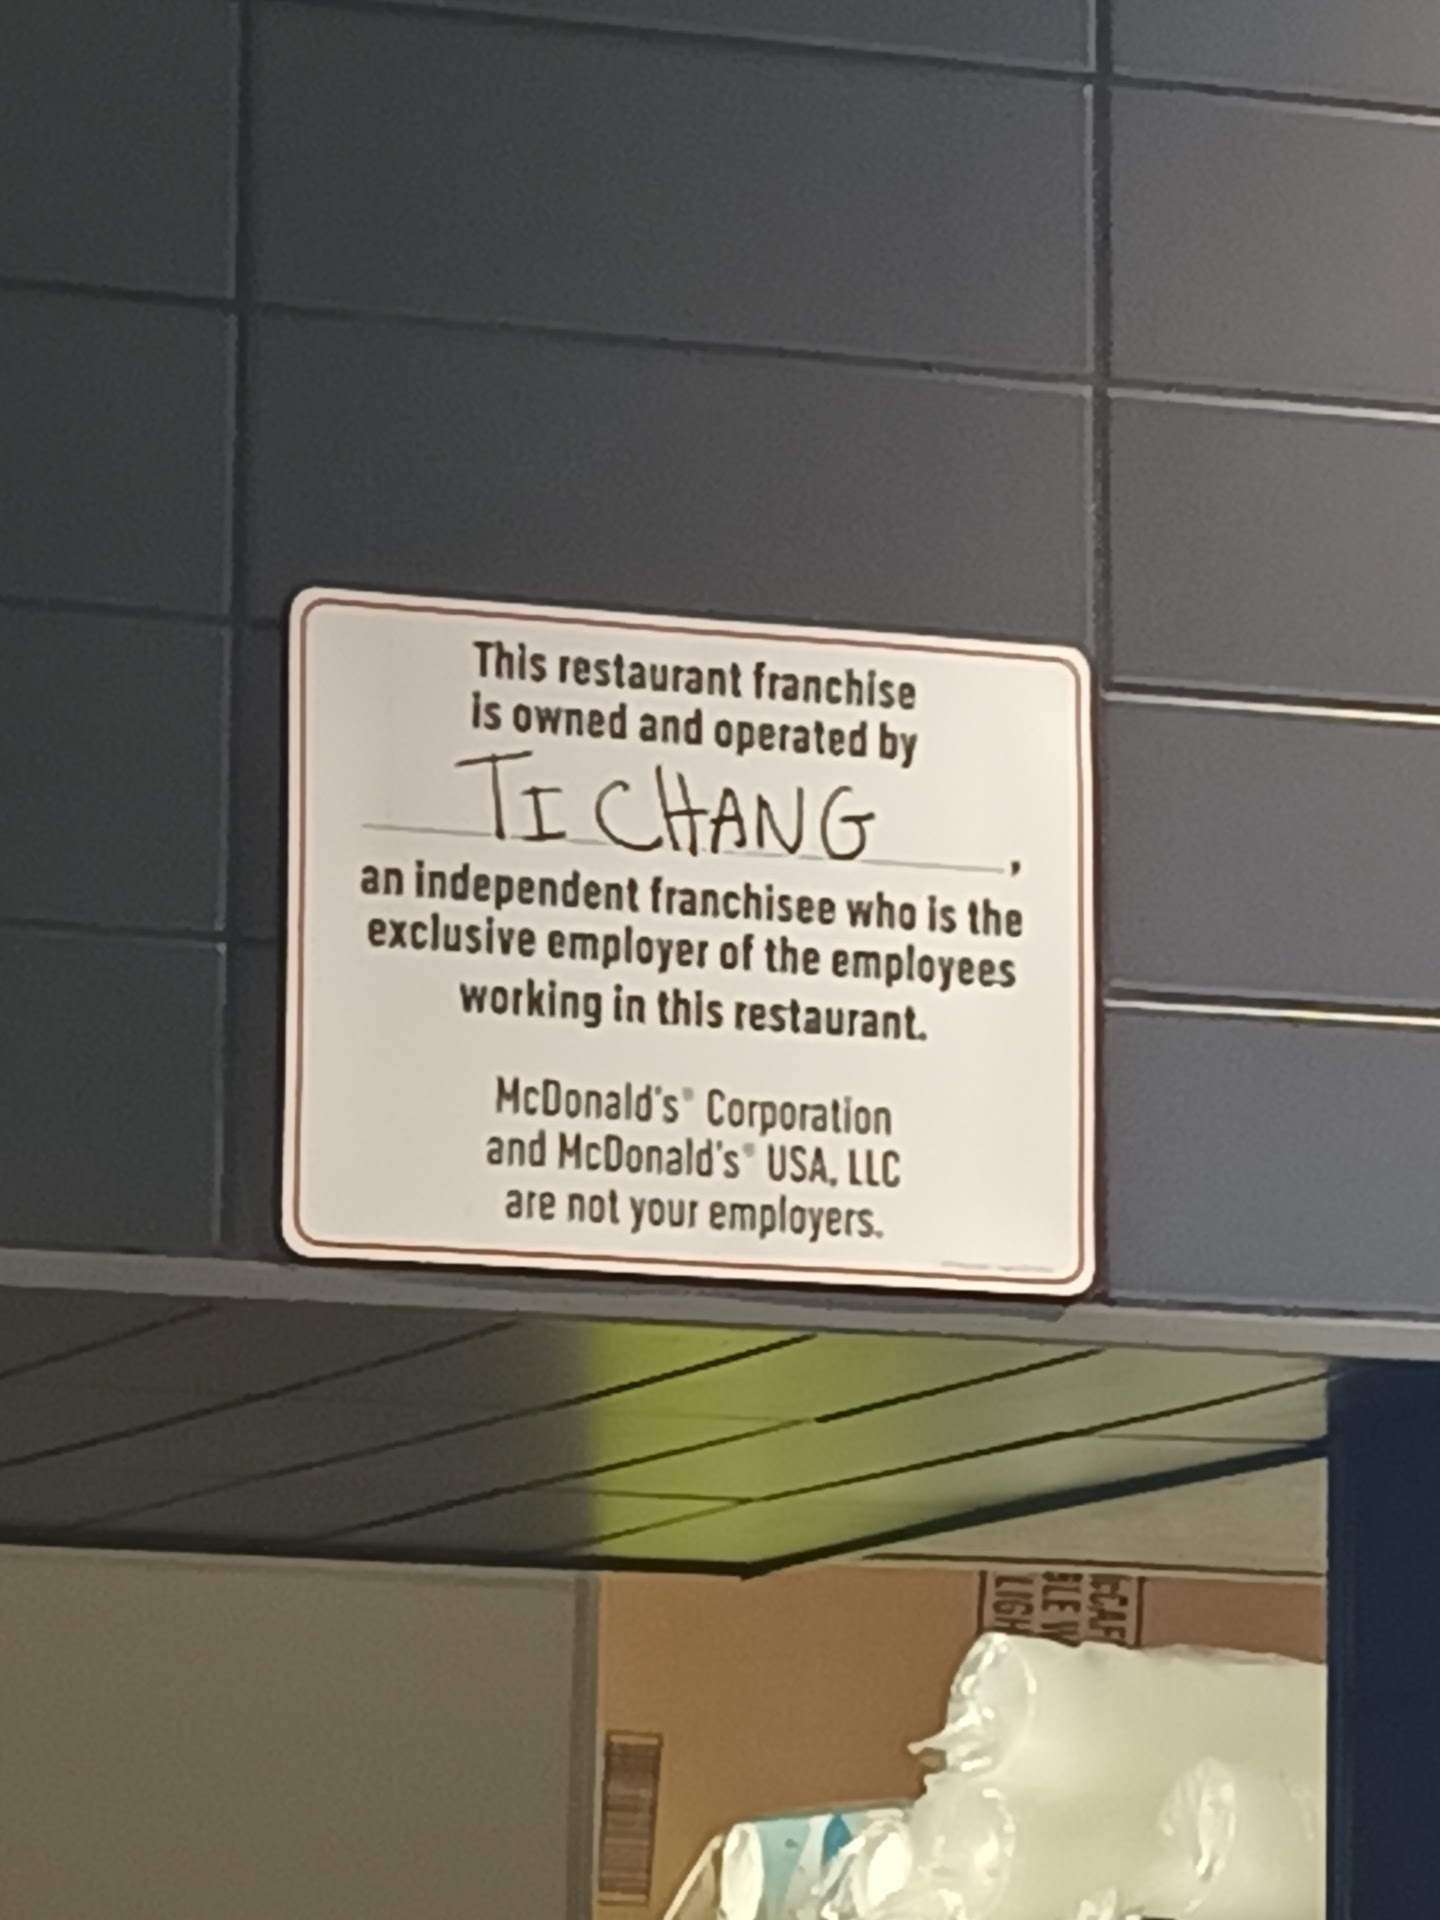 This restaurant franchise
is owned and operated by
TI CHANG,
an independent franchisee who is the
exclusive employer of the employees
working in this restaurant.
McDonald's® Corporation
and McDonald's® USA, LLC
are not your employers.